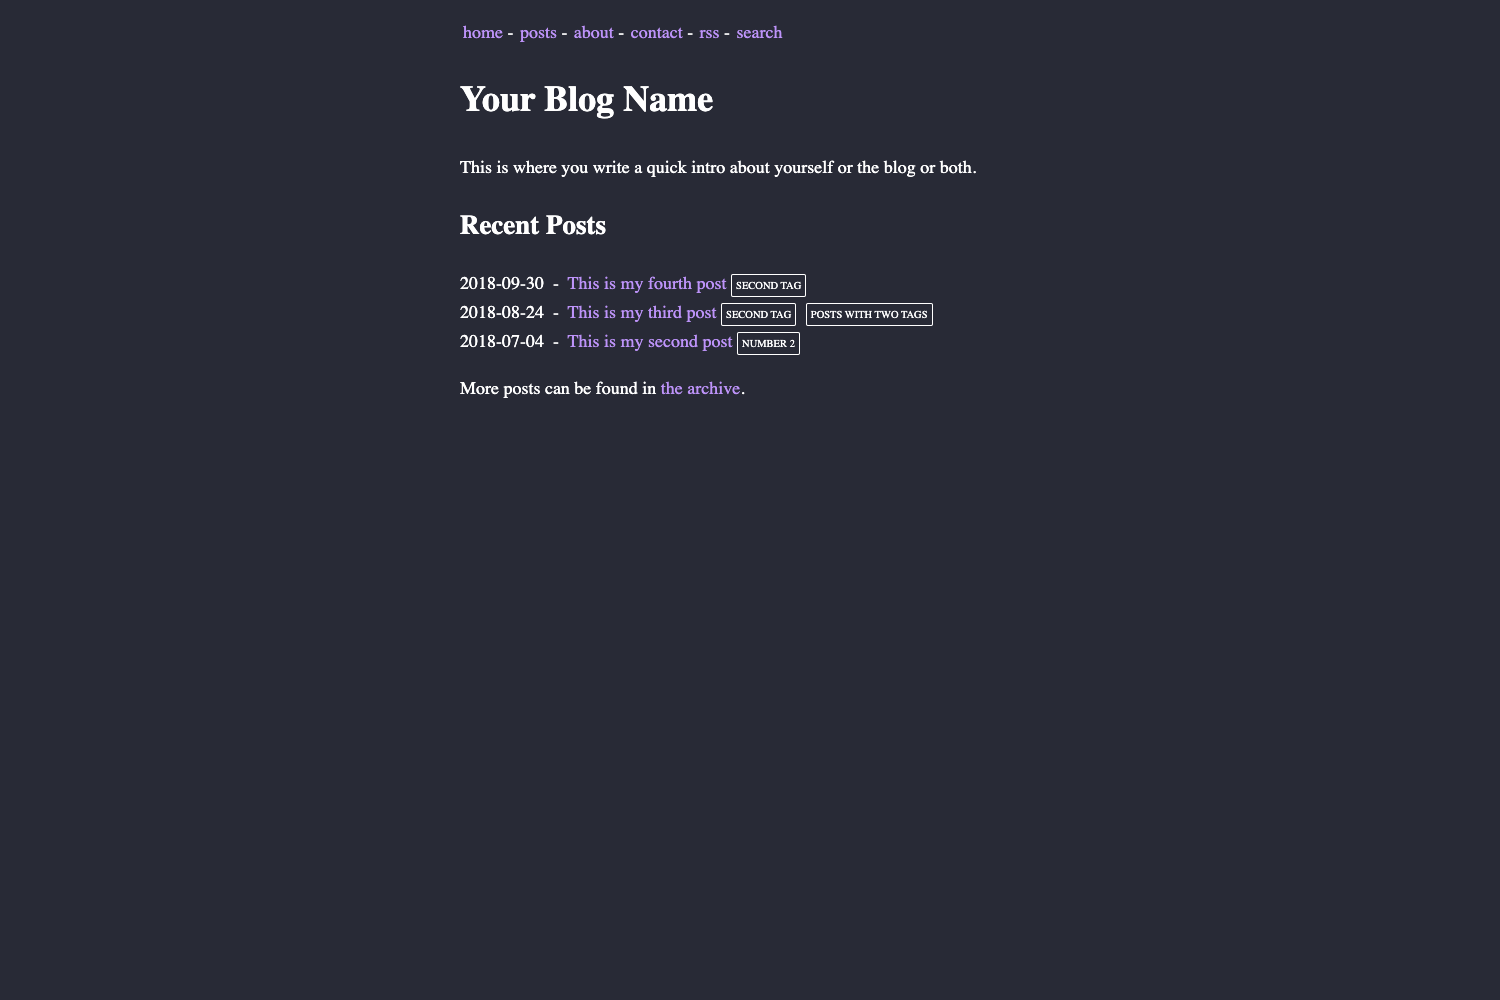 home - posts - about - contact - rss - search
Your Blog Name
This is where you write a quick intro about yourself or the blog or both.
Recent Posts
2018-09-30 - This is my fourth post SECOND TAG
2018-08-24 - This is my third post SECOND TAG POSTS WITH TWO TAGS
2018-07-04 - This is my second post NUMBER 2
More posts can be found in the archive.